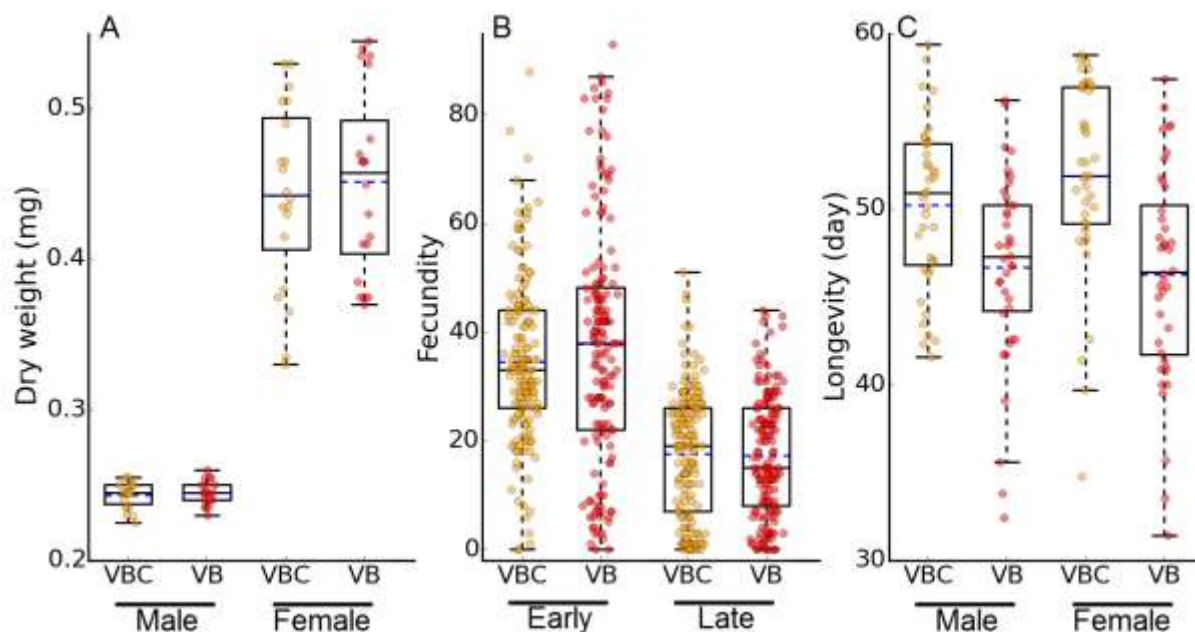 A
Dry weight (mg)
0.5
0.4
0.3
0.2
VBC VB VBC VB
Male Female
B
Fecundity
80
60
40
20
0
VBC VB VBC VB
Early Late
C
Longevity (day)
60
50
40
30
VBC VB VBC VB
Male Female